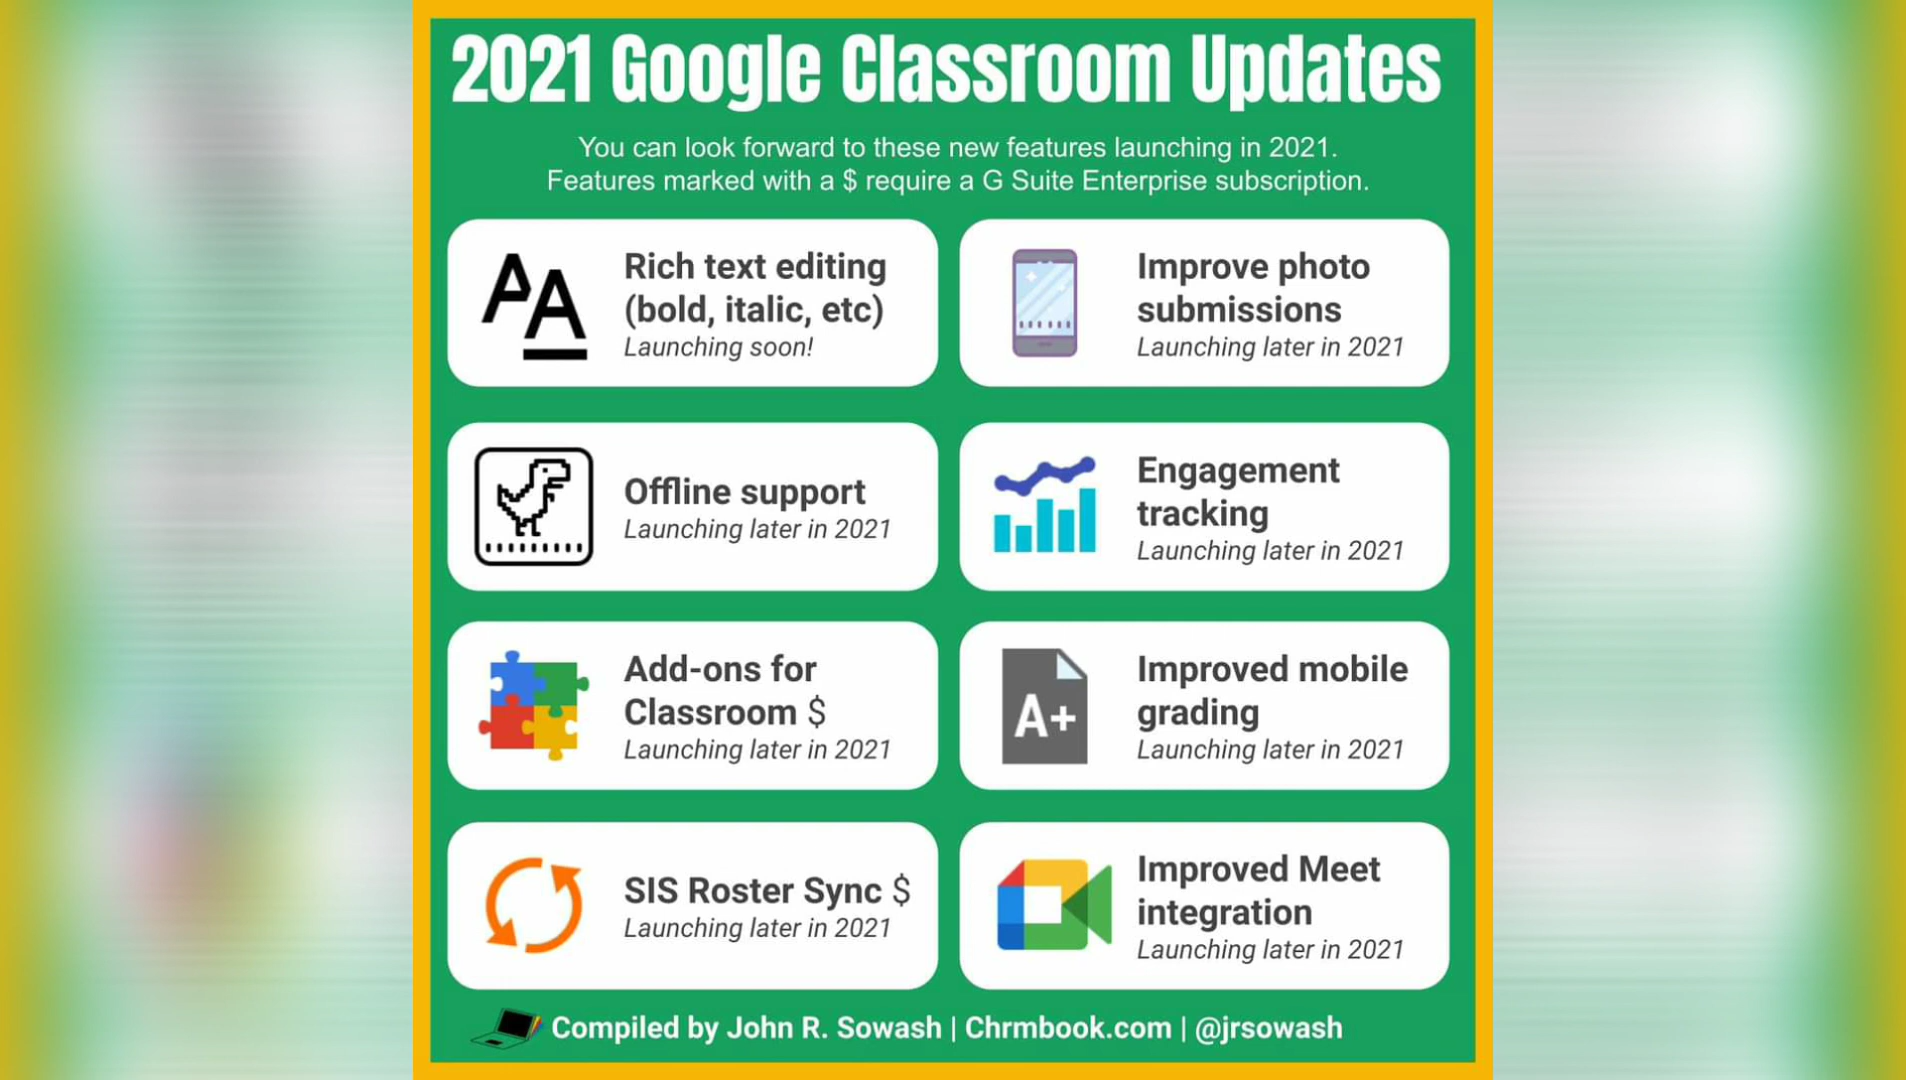 2021 Google Classroom Updates
You can look forward to these new features launching in 2021.
Features marked with a $ require a G Suite Enterprise subscription.
Rich text editing
(bold, italic, etc)
Launching soon!
Improve photo
submissions
Launching later in 2021
Offline support
Launching later in 2021
Engagement
tracking
Launching later in 2021
Add-ons for
Classroom $
Launching later in 2021
A+
Improved mobile
grading
Launching later in 2021
SIS Roster Sync $
Launching later in 2021
Improved Meet
integration
Launching later in 2021
Compiled by John R. Sowash | Chrmbook.com | @jrsowash